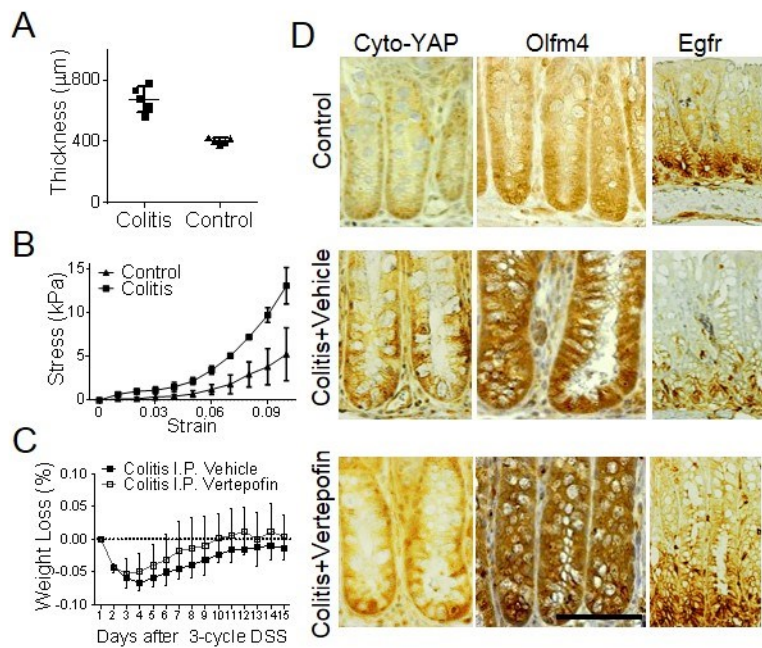 A
Thickness (µm)
800
400
0
Colitis
Control
B
Stress (kPa)
15
10
5
0
Control
Colitis
0.03
0.06
0.09
Strain
C
Weight Loss (%)
0.10
0.05
0.00
-0.05
-0.10
Colitis I.P. Vehicle
Colitis I.P. Vertepofin
1 2 3 4 5 6 7 8 9 10 11 12 13 14 15
Days after 3-cycle DSS
D
Cyto-YAP Olfm4 Egfr
Control
Colitis+Vehicle
Colitis+Vertepofin